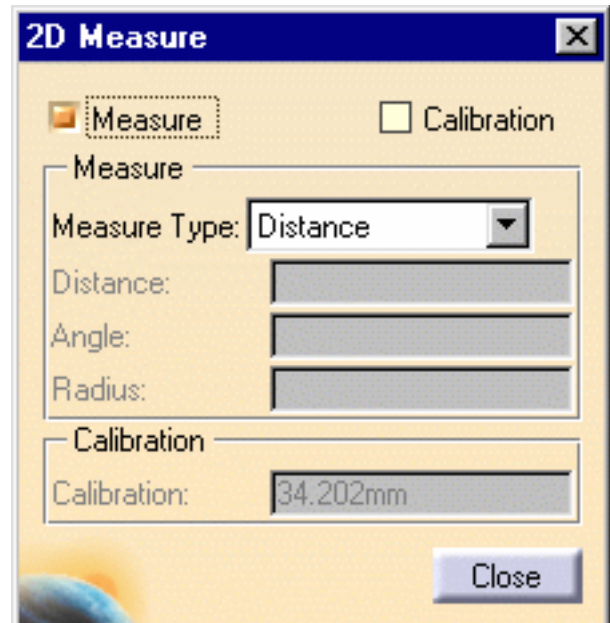 2D Measure
Measure Calibration
Measure
Measure Type: Distance
Distance:
Angle:
Radius:
Calibration
Calibration: 34.202mm
Close